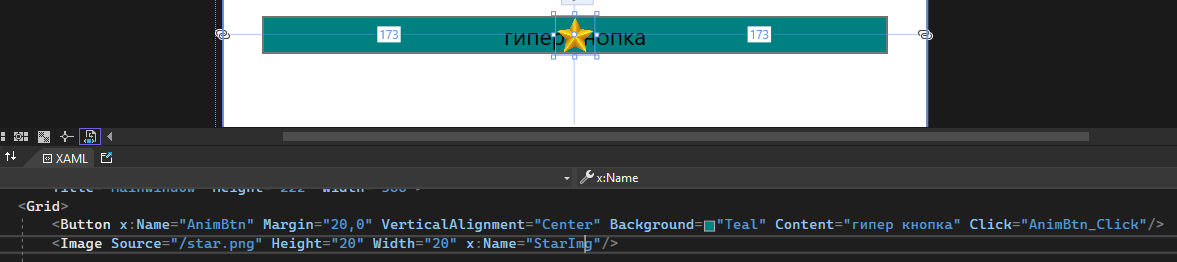 173
гипер
нопка
173
XAML
x:Name
<Grid>
<Button x:Name="AnimBtn" Margin="20,0" VerticalAlignment="Center" Background="Teal" Content="гипер кнопка" Click="AnimBtn_Click"/>
<Image Source="/star.png" Height="20" Width="20" x:Name="StarImg"/>